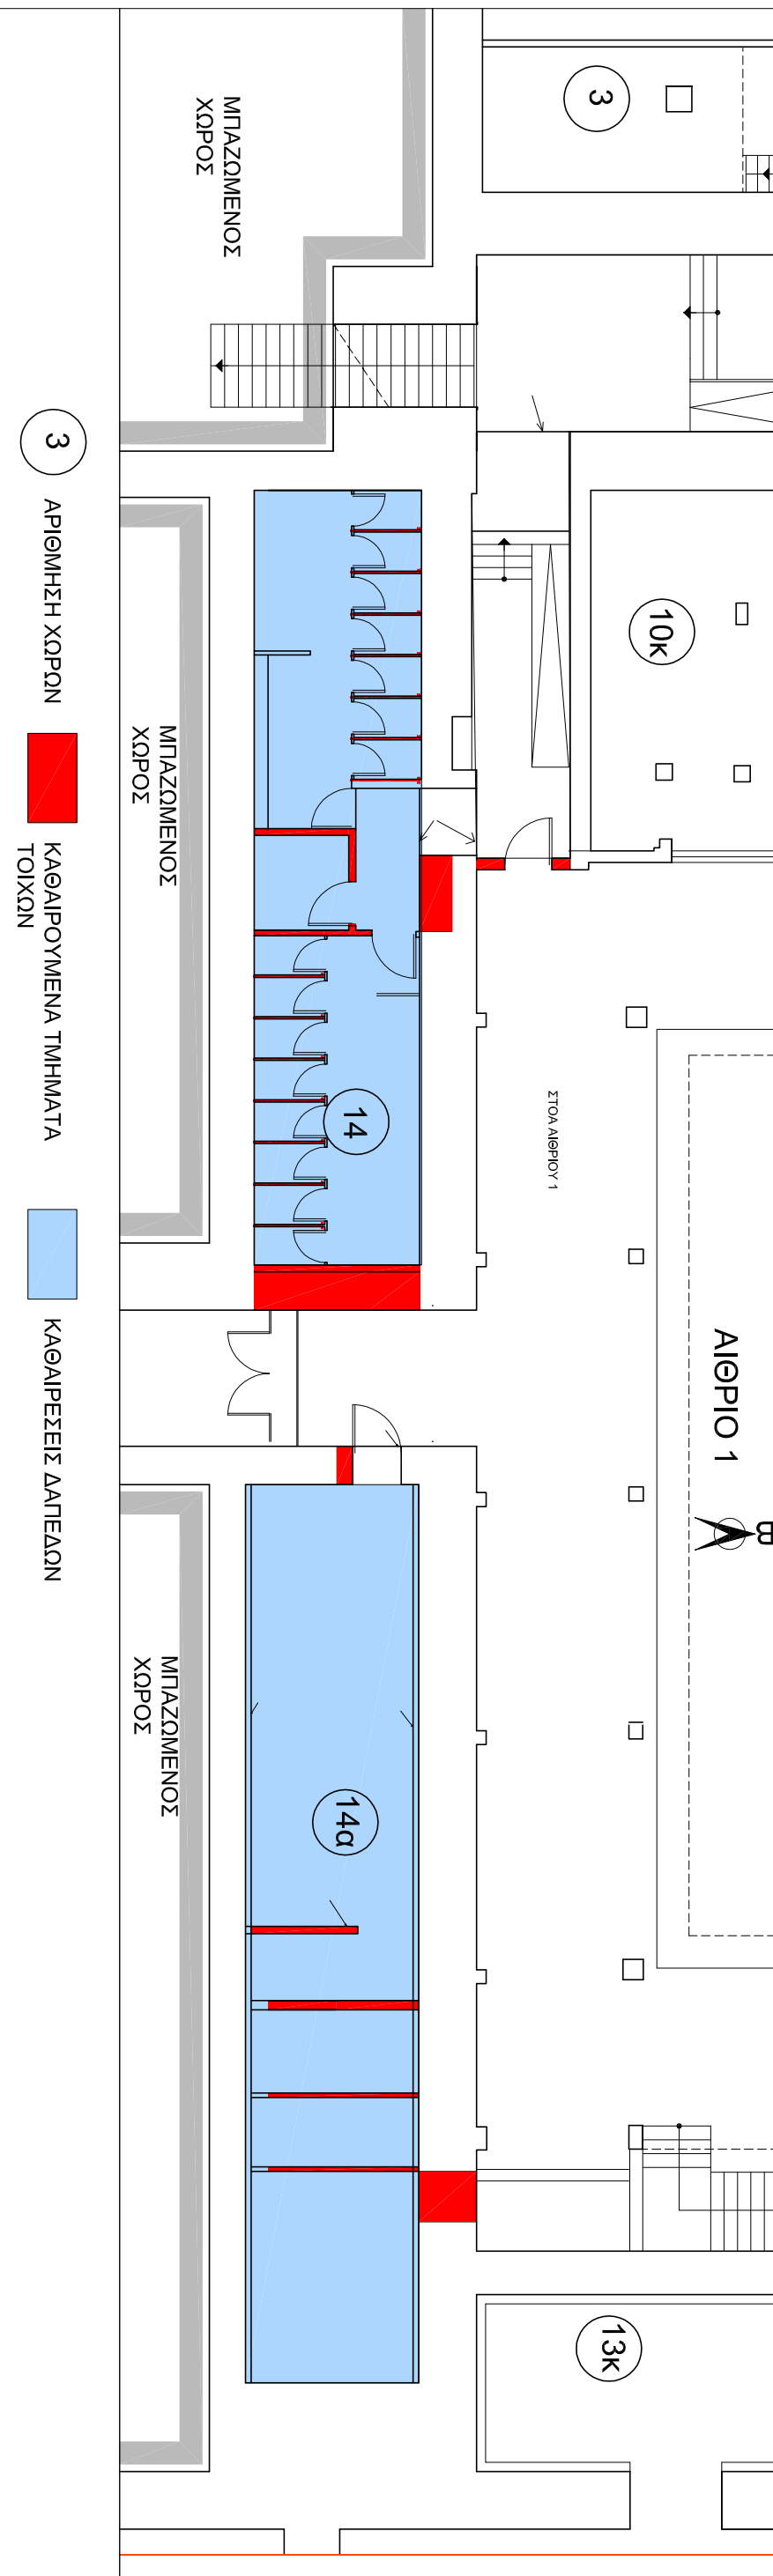 3
ΜΠΑΖΩΜΕΝΟΣ
ΧΩΡΟΣ
10κ
ΜΠΑΖΩΜΕΝΟΣ
ΧΩΡΟΣ
14
ΣΤΟΑ ΑΙΘΡΙΟΥ 1
ΑΙΘΡΙΟ 1
Β
ΜΠΑΖΩΜΕΝΟΣ
ΧΩΡΟΣ
14α
13κ
3
ΑΡΙΘΜΗΣΗ ΧΩΡΩΝ
ΚΑΘΑΙΡΟΥΜΕΝΑ ΤΜΗΜΑΤΑ
ΤΟΙΧΩΝ
ΚΑΘΑΙΡΕΣΕΙΣ ΔΑΠΕΔΩΝ